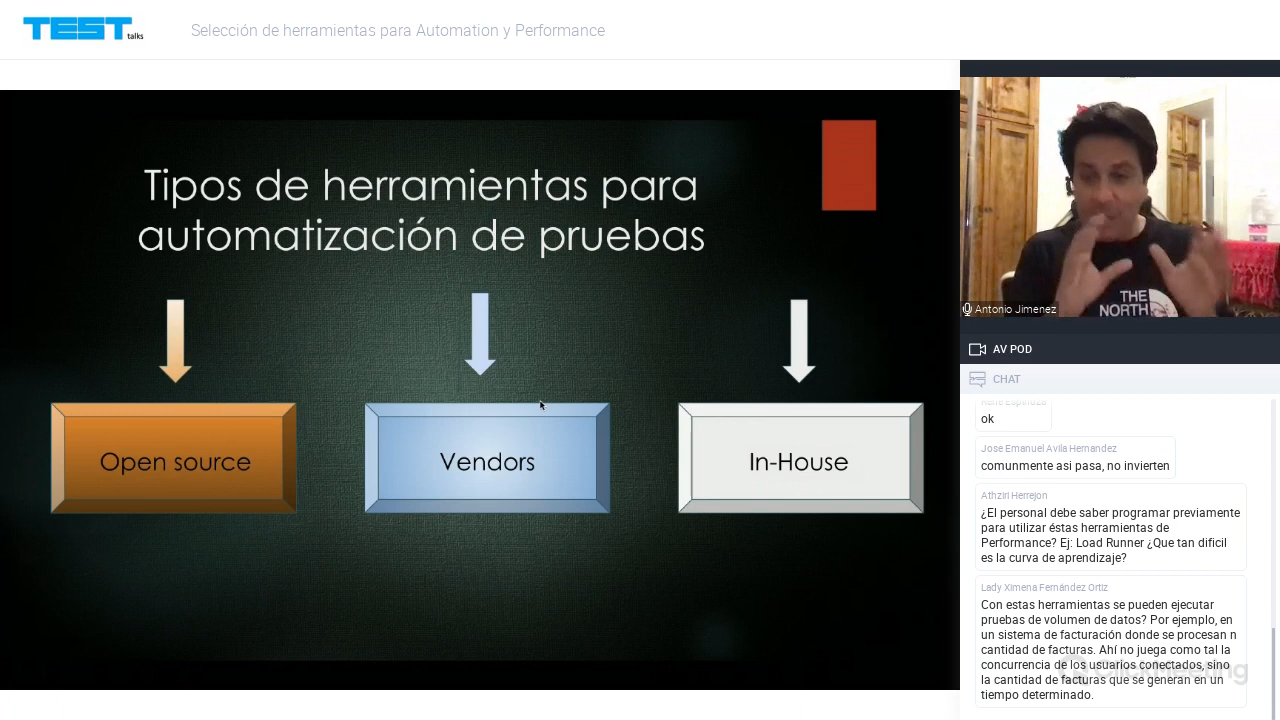 TEST talks
Selección de herramientas para Automation y Performance
Tipos de herramientas para
automatización de pruebas
Open source
Vendors
In-House
THE
NORTH
Antonio Jimenez
AV POD
CHAT
Rene Espinoza
ok
Jose Emanuel Avila Hernandez
comunmente asi pasa, no invierten
Athziri Herrejon
¿El personal debe saber programar previamente
para utilizar éstas herramientas de
Performance? Ej: Load Runner ¿Que tan dificil
es la curva de aprendizaje?
Lady Ximena Fernández Ortiz
Con estas herramientas se pueden ejecutar
pruebas de volumen de datos? Por ejemplo, en
un sistema de facturación donde se procesan n
cantidad de facturas. Ahí no juega como tal la
concurrencia de los usuarios conectados, sino
la cantidad de facturas que se generan en un
tiempo determinado.
ClickMeeting